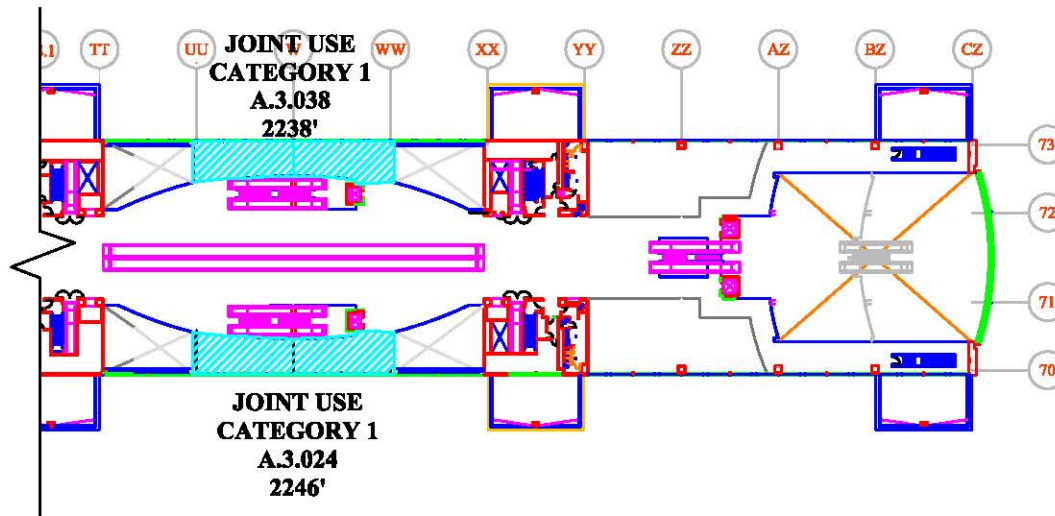 JOINT USE
CATEGORY 1
A.3.038
2238'
TT
UU
WW
XX
YY
ZZ
AZ
BZ
CZ
73
72
71
70
JOINT USE
CATEGORY 1
A.3.024
2246'